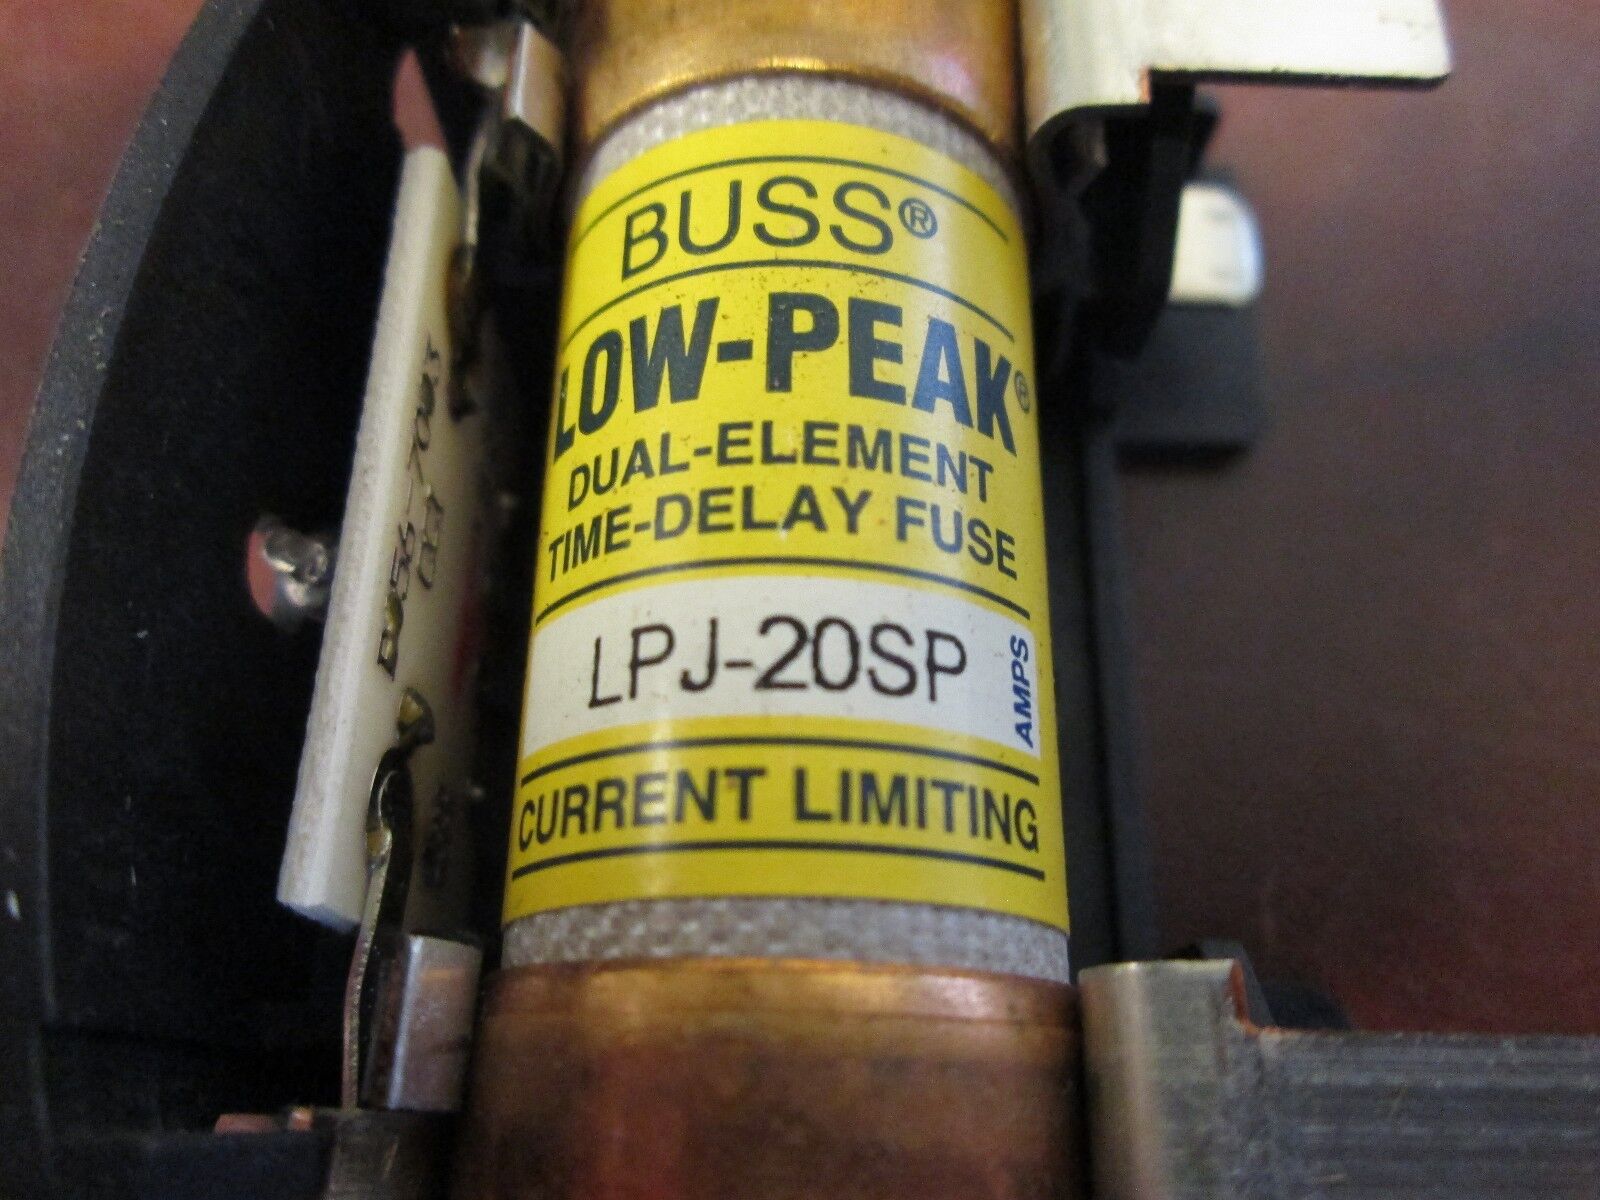 BUSS®
LOW-PEAK®
DUAL-ELEMENT
TIME-DELAY FUSE
LPJ-20SP
AMPS
CURRENT LIMITING